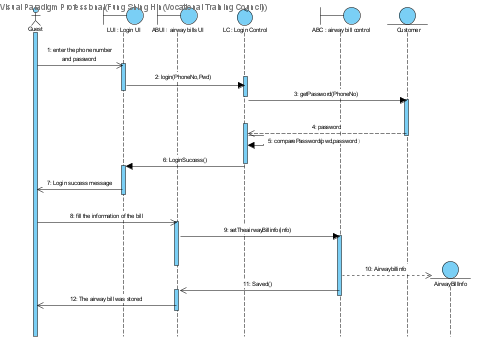 Visual Paradigm Professional(Fung Shing Hin(Vocational Training Council))
Guest
LUI : Login UI
ABUI : airway bills UI
LC : Login Control
ABC : airway bill control
Customer
1: enter the phone number
and password
2: login(PhoneNo,Pwd)
3: getPassword(PhoneNo)
4: password
5: comparePassword(pwd,password)
6: LoginSuccess()
7: Login success message
8: fill the information of the bill
9: setTheairwayBillinfo(info)
10: Airwaybillinfo
AirwayBillInfo
11: Saved()
12: The airway bill was stored